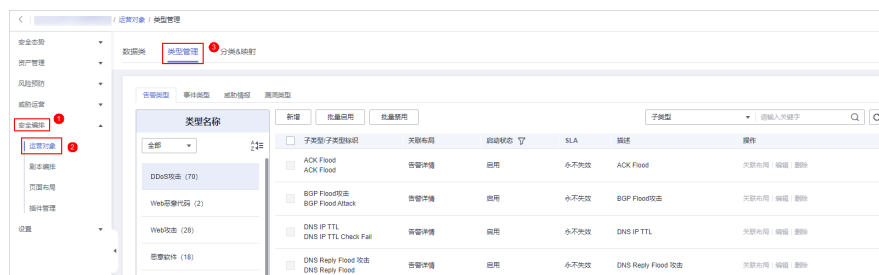 / 运营对象 / 类型管理
安全态势
资产管理
风险预防
威胁运营
安全编排 1
运营对象 2
剧本编排
页面布局
插件管理
设置
数据类 类型管理 3 分类&映射
告警类型 事件类型 威胁情报 漏洞类型
类型名称
全部
DDoS攻击 (70)
Web恶意代码 (2)
Web攻击 (28)
恶意软件 (18)
新增 批量启用 批量禁用 子类型 请输入关键字
子类型/子类型标识 关联布局 启动状态 SLA 描述 操作
ACK Flood
ACK Flood 告警详情 启用 永不失效 ACK Flood 关联布局 编辑 删除
BGP Flood攻击
BGP Flood Attack 告警详情 启用 永不失效 BGP Flood攻击 关联布局 编辑 删除
DNS IP TTL
DNS IP TTL Check Fail 告警详情 启用 永不失效 DNS IP TTL 关联布局 编辑 删除
DNS Reply Flood 攻击
DNS Reply Flood 告警详情 启用 永不失效 DNS Reply Flood 攻击 关联布局 编辑 删除